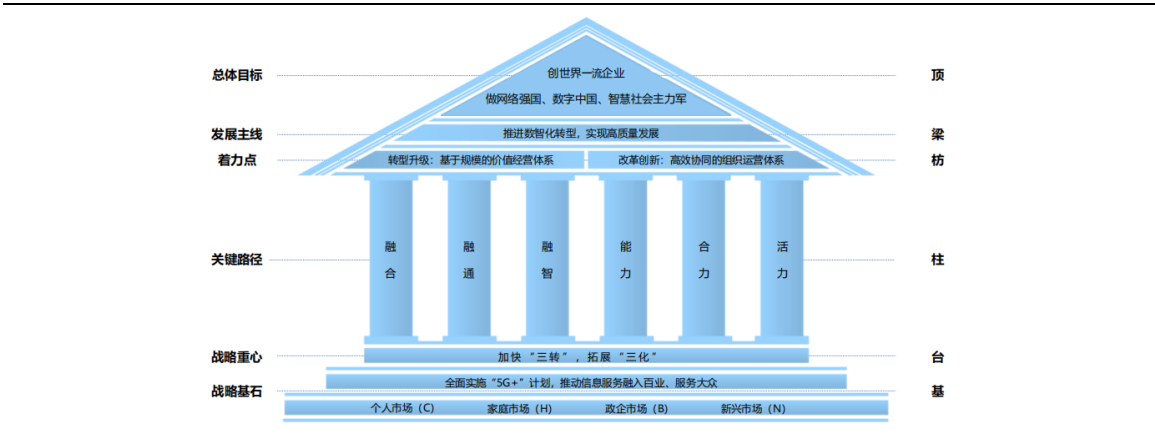 总体目标
创世界一流企业
做网络强国、数字中国、智慧社会主力军
顶
发展主线
推进数智化转型，实现高质量发展
梁
着力点
转型升级：基于规模的价值经营体系
改革创新：高效协同的组织运营体系
枋
关键路径
融合
融通
融智
能力
合力
活力
柱
战略重心
加快“三转”，拓展“三化”
台
战略基石
全面实施“5G+”计划，推动信息服务融入百业、服务大众
基
个人市场（C）
家庭市场（H）
政企市场（B）
新兴市场（N）